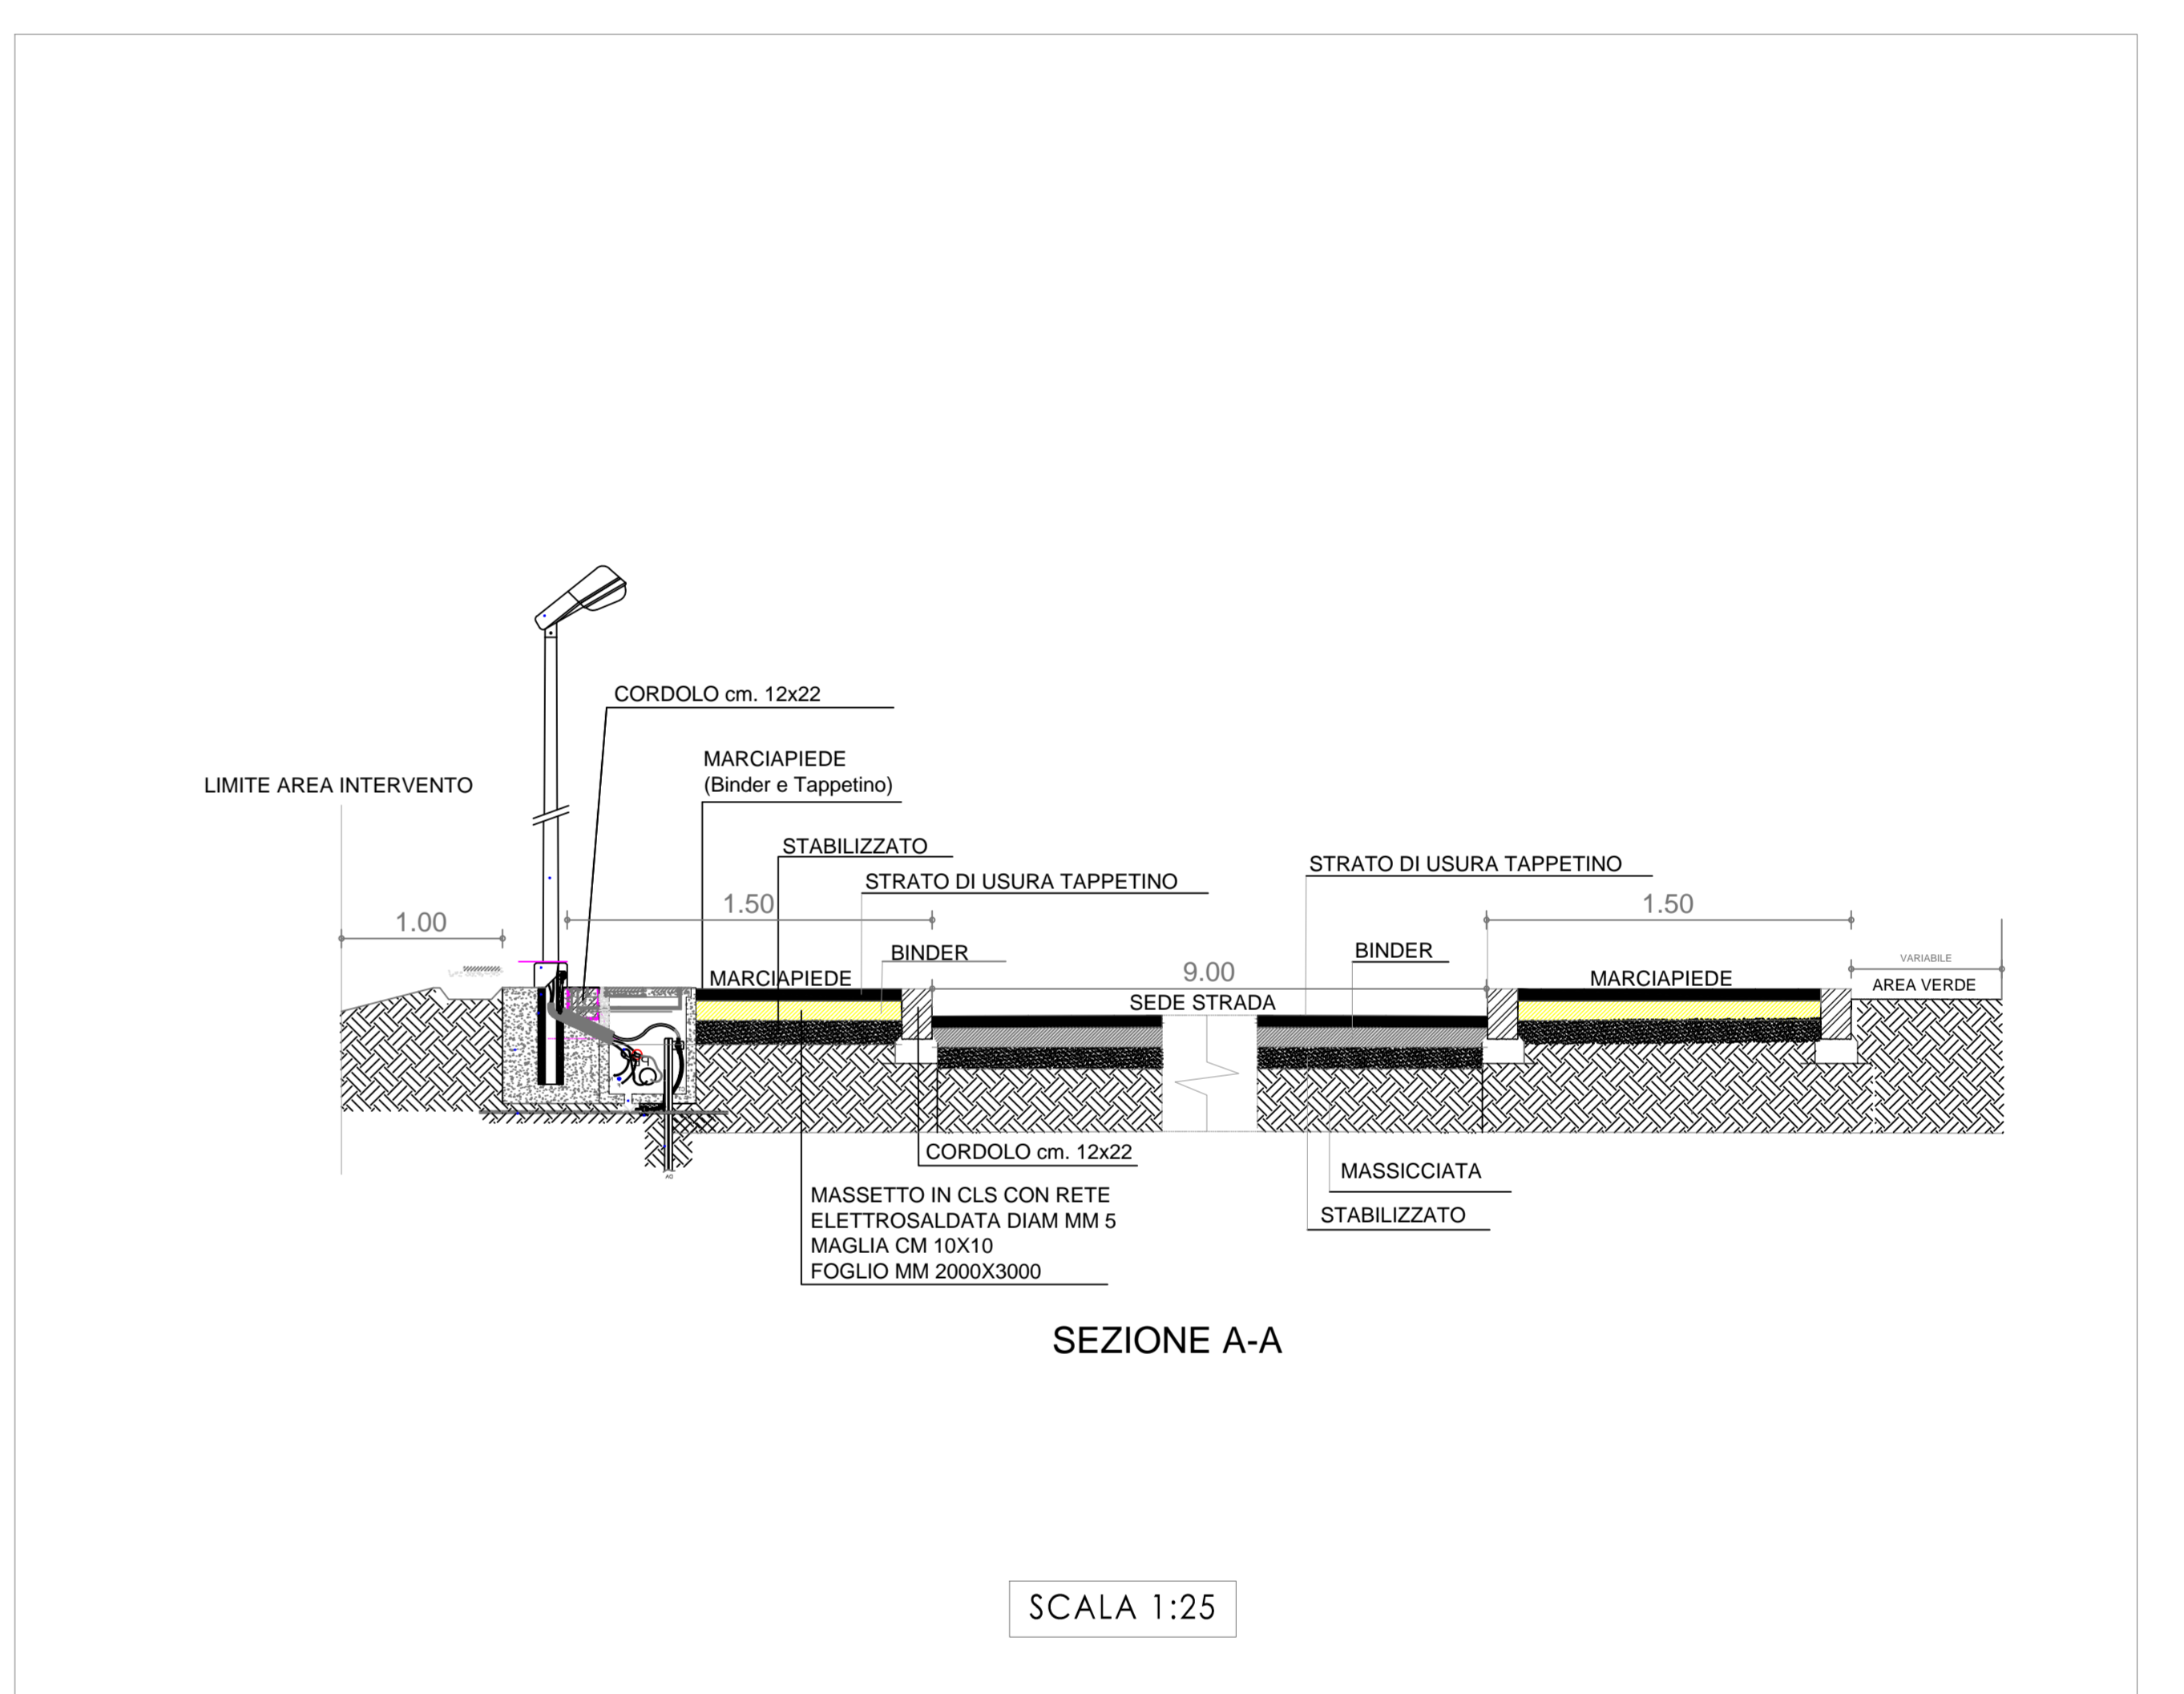 CORDOLO cm. 12x22
MARCIAPIEDE
(Binder e Tappetino)
LIMITE AREA INTERVENTO
STABILIZZATO
STRATO DI USURA TAPPETINO
STRATO DI USURA TAPPETINO
1.50
1.50
1.00
BINDER
BINDER
VARIABILE
MARCIAPIEDE
9.00
MARCIAPIEDE
AREA VERDE
SEDE STRADA
CORDOLO cm. 12x22
MASSICCIATA
MASSETTO IN CLS CON RETE
ELETTROSALDATA DIAM MM 5
MAGLIA CM 10X10
FOGLIO MM 2000X3000
STABILIZZATO
SEZIONE A-A
SCALA 1:25